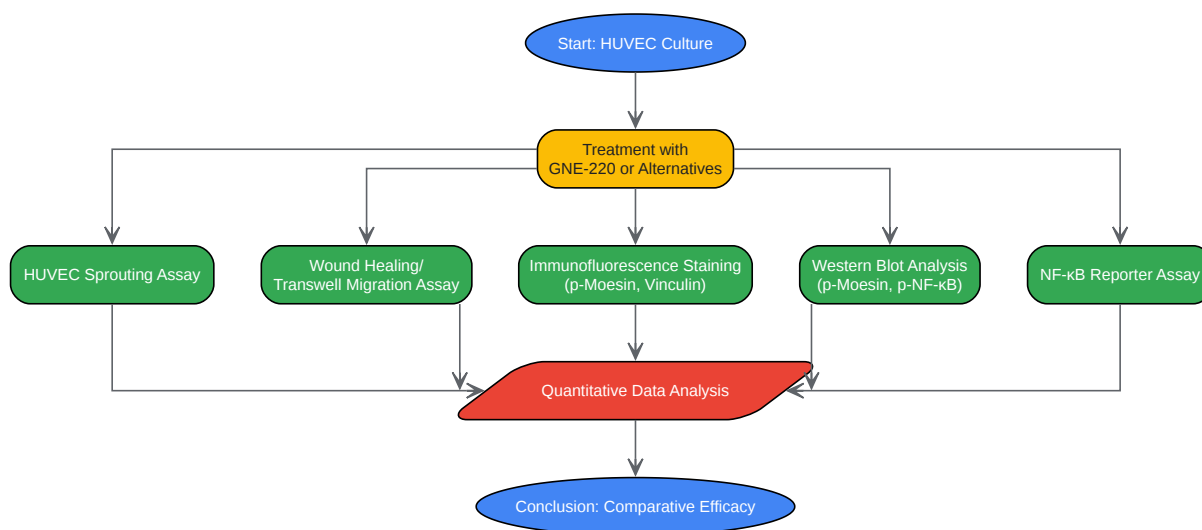 Start: HUVEC Culture
Treatment with
GNE-220 or Alternatives
HUVEC Sprouting Assay
Wound Healing/
Transwell Migration Assay
Immunofluorescence Staining
(p-Moesin, Vinculin)
Western Blot Analysis
(p-Moesin, p-NF-κB)
NF-κB Reporter Assay
Quantitative Data Analysis
Conclusion: Comparative Efficacy